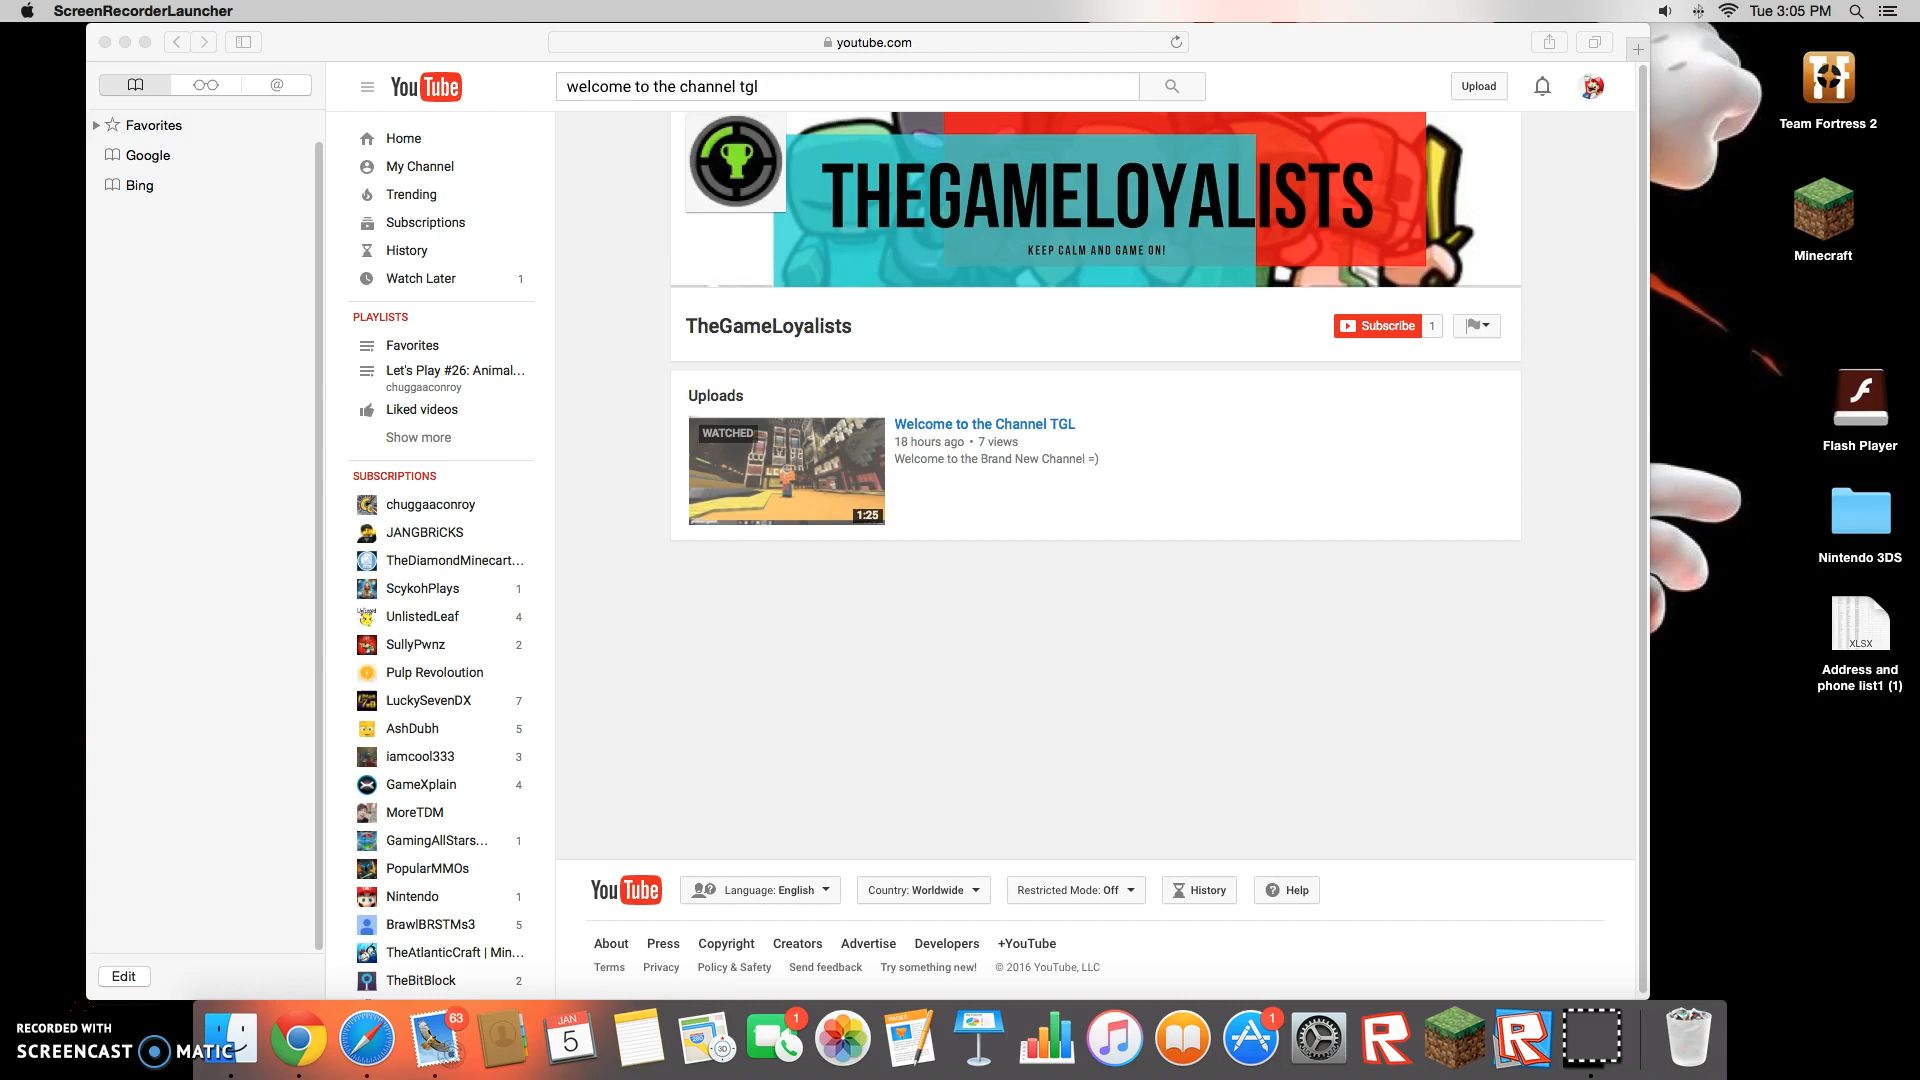 ScreenRecorderLauncher
Tue 3:05 PM
youtube.com
@
YouTube
welcome to the channel tgl
Upload
Favorites
Google
Bing
Edit
Home
My Channel
Trending
Subscriptions
History
Watch Later 1
PLAYLISTS
Favorites
Let's Play #26: Animal...
chuggaaconroy
Liked videos
Show more
SUBSCRIPTIONS
chuggaaconroy
JANGBRiCKS
TheDiamondMinecart...
ScykohPlays 1
UnlistedLeaf 4
SullyPwnz 2
Pulp Revoloution
LuckySevenDX 7
AshDubh 5
iamcool333 3
GameXplain 4
MoreTDM
GamingAllStars... 1
PopularMMOs
Nintendo 1
BrawlBRSTMs3 5
TheAtlanticCraft | Min...
TheBitBlock 2
THEGAMELOYALISTS
KEEP CALM AND GAME ON!
TheGameLoyalists
Subscribe 1
Uploads
WATCHED
1:25
Welcome to the Channel TGL
18 hours ago • 7 views
Welcome to the Brand New Channel =)
YouTube
Language: English
Country: Worldwide
Restricted Mode: Off
History
Help
About Press Copyright Creators Advertise Developers +YouTube
Terms Privacy Policy & Safety Send feedback Try something new! © 2016 YouTube, LLC
Team Fortress 2
Minecraft
Flash Player
Nintendo 3DS
XLSX
Address and
phone list1 (1)
RECORDED WITH
SCREENCAST MATIC
63
JAN
5
3D
1
PAGES
1